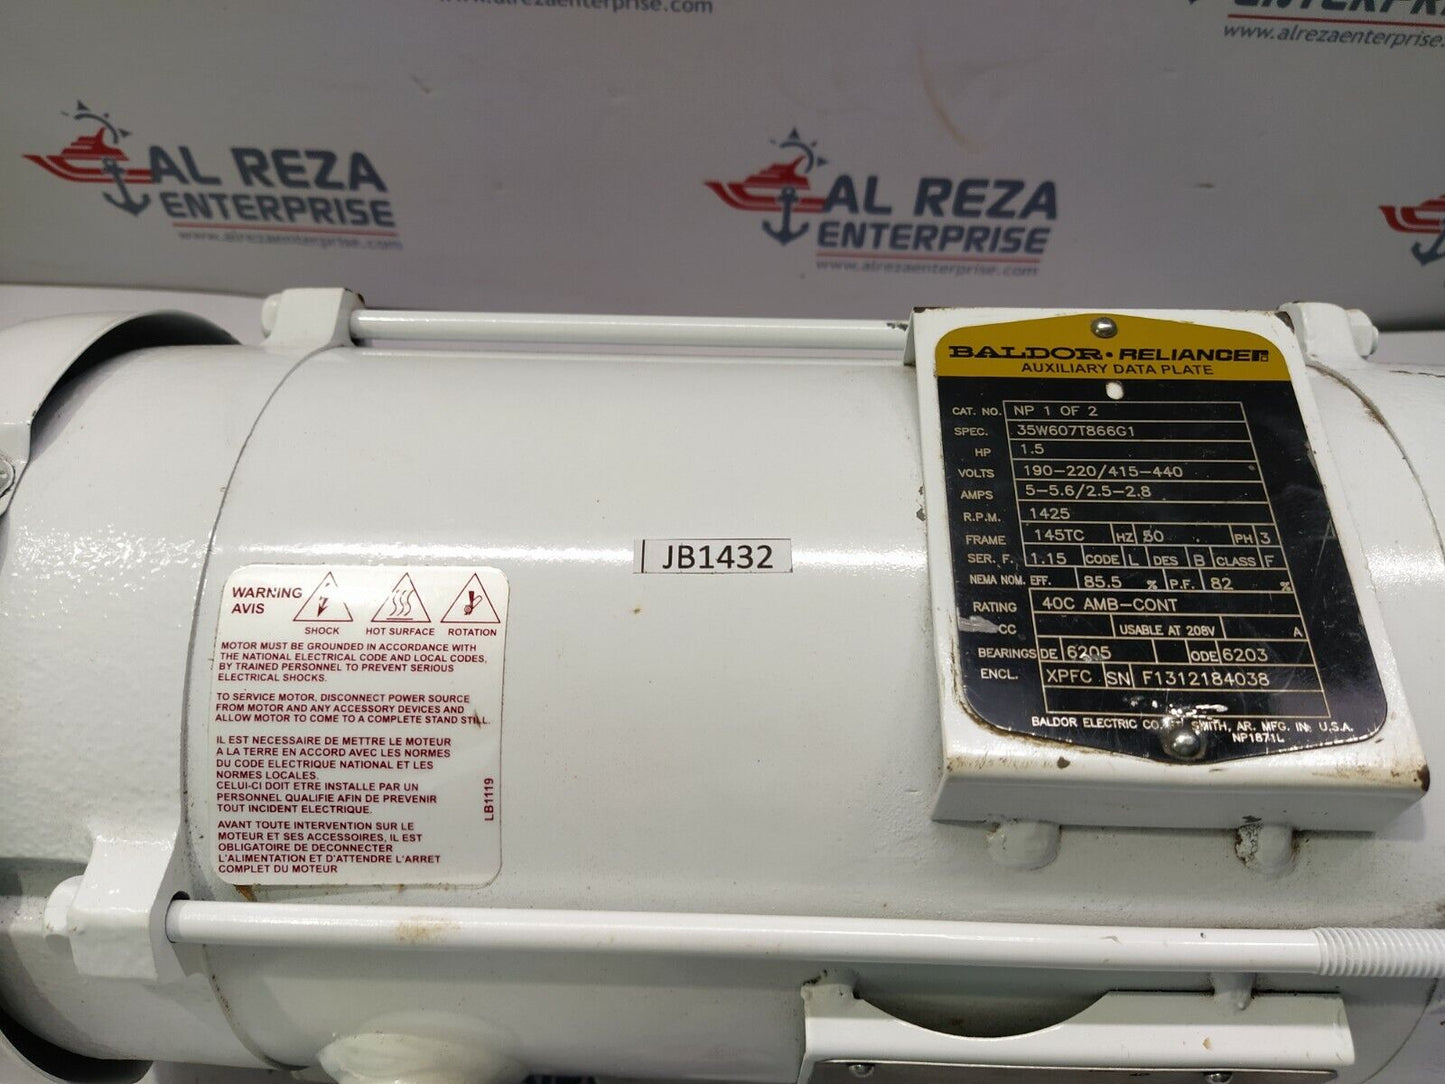 www.alrezaenterprise.com
ENTERPRISE
www.alrezaenterprise.
AL REZA
ENTERPRISE
www.alrezaenterprise.com
AL REZA
ENTERPRISE
www.alrezaenterprise.com
BALDOR • RELIANCE
AUXILIARY DATA PLATE
CAT. NO. NP 1 OF 2
SPEC. 35W607T866G1
HP 1.5
VOLTS 190-220/415-440
AMPS 5-5.6/2.5-2.8
R.P.M. 1425
FRAME 145TC HZ 50 PH 3
SER. F. 1.15 CODE L DES B CLASS F
NEMA NOM. EFF. 85.5 % P.F. 82 %
RATING 40C AMB-CONT
CC USABLE AT 208V A
BEARINGS DE 6205 ODE 6203
ENCL. XPFC SN F1312184038
BALDOR ELECTRIC CO. SMITH, AR. MFG. IN U.S.A.
NP1871L
JB1432
WARNING
AVIS
SHOCK HOT SURFACE ROTATION
MOTOR MUST BE GROUNDED IN ACCORDANCE WITH
THE NATIONAL ELECTRICAL CODE AND LOCAL CODES,
BY TRAINED PERSONNEL TO PREVENT SERIOUS
ELECTRICAL SHOCKS.
TO SERVICE MOTOR, DISCONNECT POWER SOURCE
FROM MOTOR AND ANY ACCESSORY DEVICES AND
ALLOW MOTOR TO COME TO A COMPLETE STAND STILL.
IL EST NECESSAIRE DE METTRE LE MOTEUR
A LA TERRE EN ACCORD AVEC LES NORMES
DU CODE ELECTRIQUE NATIONAL ET LES
NORMES LOCALES.
CELUI-CI DOIT ETRE INSTALLE PAR UN
PERSONNEL QUALIFIE AFIN DE PREVENIR
TOUT INCIDENT ELECTRIQUE.
AVANT TOUTE INTERVENTION SUR LE
MOTEUR ET SES ACCESSOIRES, IL EST
OBLIGATOIRE DE DECONNECTER
L'ALIMENTATION ET D'ATTENDRE L'ARRET
COMPLET DU MOTEUR
LB1119